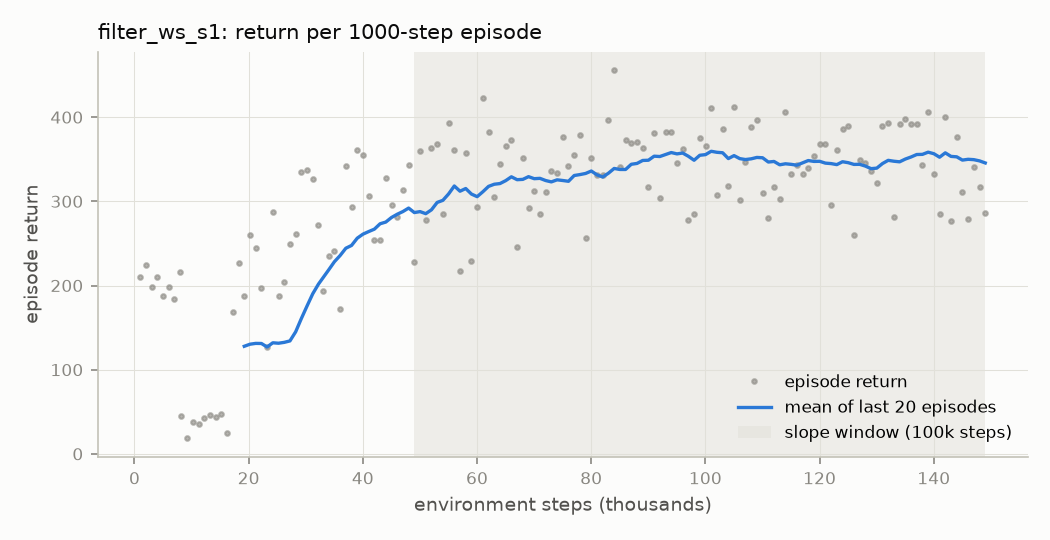 filter_ws_s1: return per 1000-step episode
400
300
200
100
0
episode return
episode return
mean of last 20 episodes
slope window (100k steps)
0 20 40 60 80 100 120 140
environment steps (thousands)